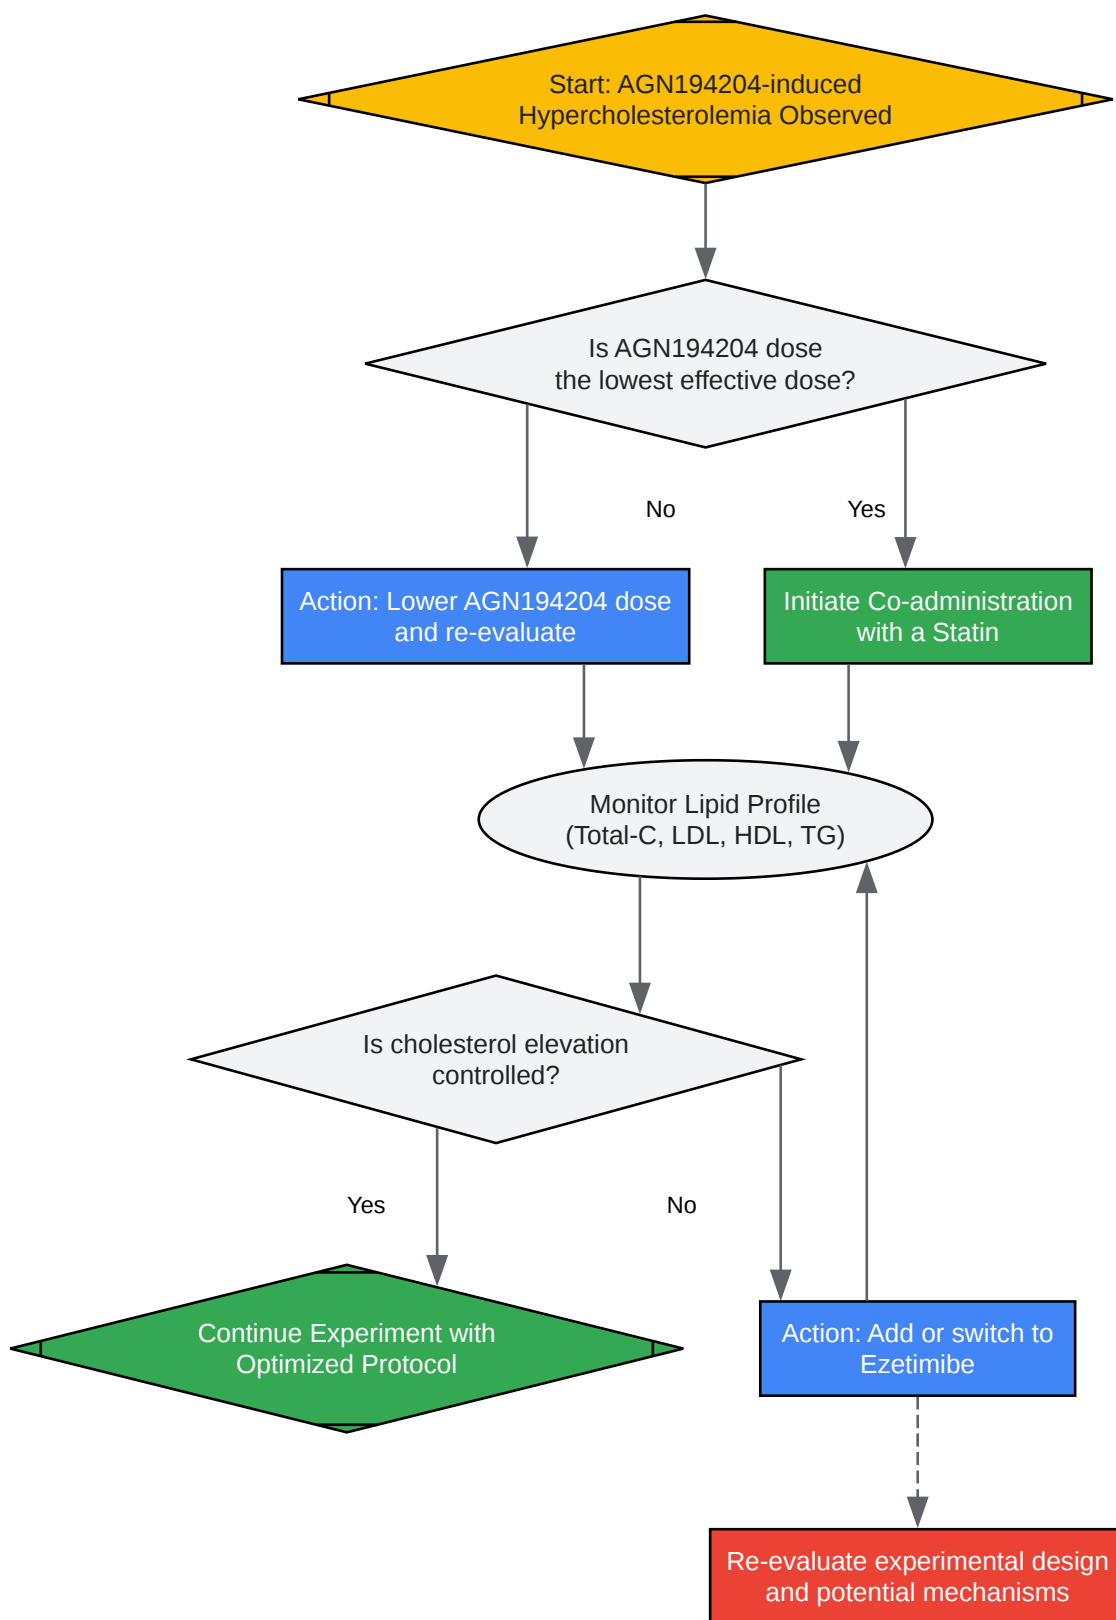 Start: AGN194204-induced
Hypercholesterolemia Observed
Is AGN194204 dose
the lowest effective dose?
No
Yes
Action: Lower AGN194204 dose
and re-evaluate
Initiate Co-administration
with a Statin
Monitor Lipid Profile
(Total-C, LDL, HDL, TG)
Is cholesterol elevation
controlled?
Yes
No
Continue Experiment with
Optimized Protocol
Action: Add or switch to
Ezetimibe
Re-evaluate experimental design
and potential mechanisms